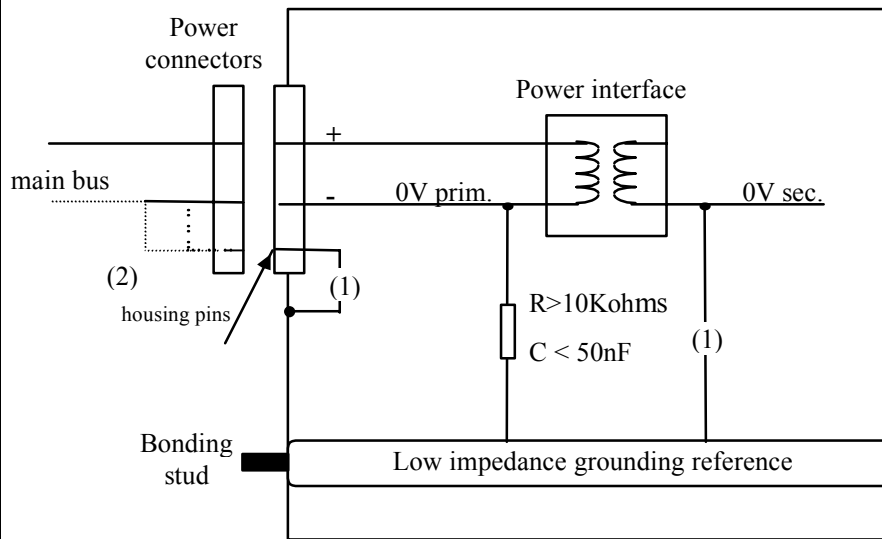 Power
connectors
Power interface
+
main bus
-
0V prim.
0V sec.
(2)
(1)
housing pins
R>10Kohms
C < 50nF
(1)
Bonding
stud
Low impedance grounding reference